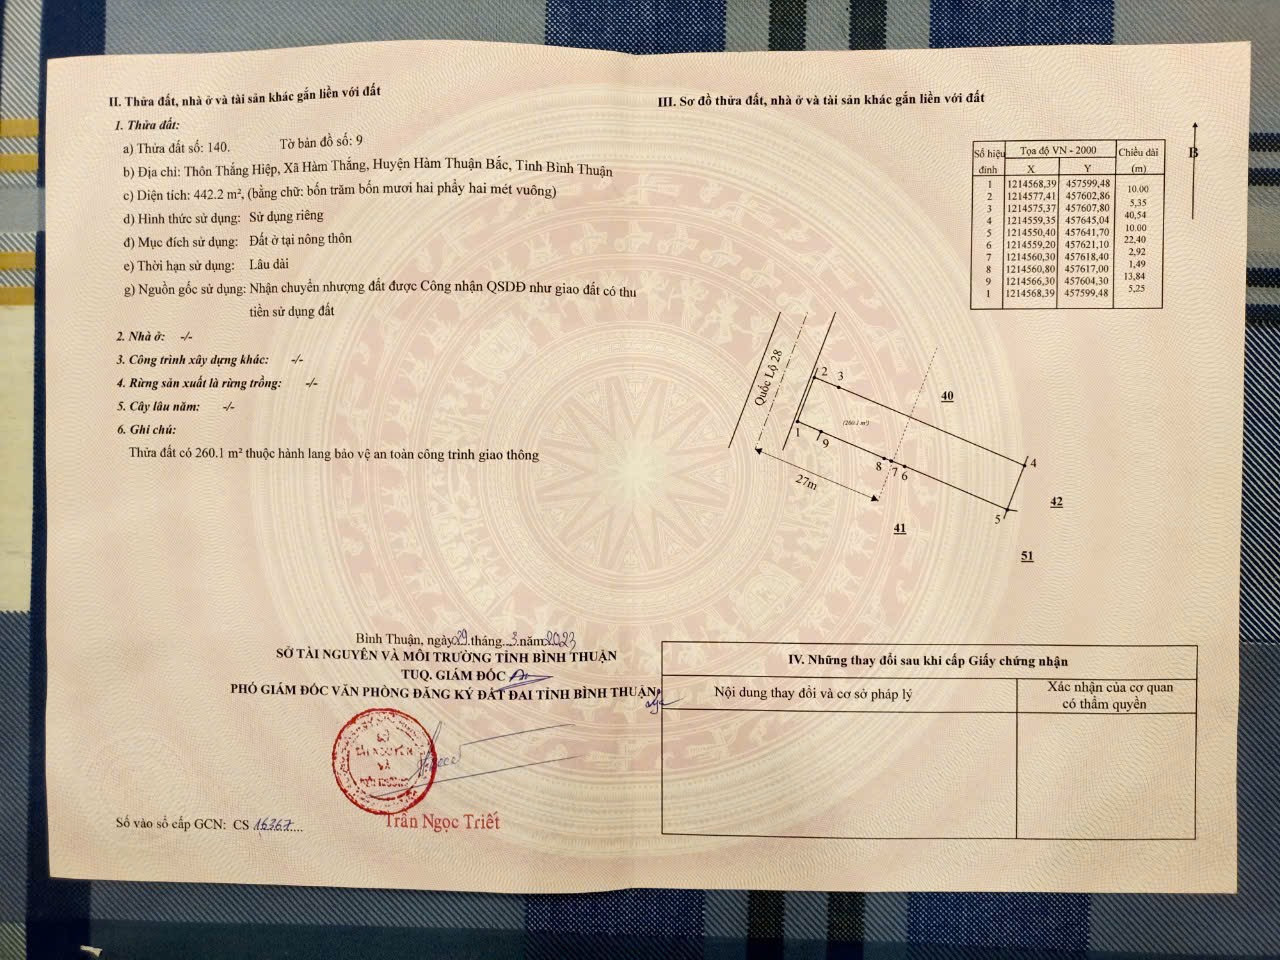 II. Thửa đất, nhà ở và tài sản khác gắn liền với đất
1. Thửa đất:
a) Thửa đất số: 140. Tờ bản đồ số: 9
b) Địa chỉ: Thôn Thắng Hiệp, Xã Hàm Thắng, Huyện Hàm Thuận Bắc, Tỉnh Bình Thuận
c) Diện tích: 442.2 m², (bằng chữ: bốn trăm bốn mươi hai phẩy hai mét vuông)
d) Hình thức sử dụng: Sử dụng riêng
đ) Mục đích sử dụng: Đất ở tại nông thôn
e) Thời hạn sử dụng: Lâu dài
g) Nguồn gốc sử dụng: Nhận chuyển nhượng đất được Công nhận QSDĐ như giao đất có thu
tiền sử dụng đất
2. Nhà ở: -/-
3. Công trình xây dựng khác: -/-
4. Rừng sản xuất là rừng trồng: -/-
5. Cây lâu năm: -/-
6. Ghi chú:
Thửa đất có 260.1 m² thuộc hành lang bảo vệ an toàn công trình giao thông
Bình Thuận, ngày 29 tháng 3 năm 2023
SỞ TÀI NGUYÊN VÀ MÔI TRƯỜNG TỈNH BÌNH THUẬN
TUQ. GIÁM ĐỐC
PHÓ GIÁM ĐỐC VĂN PHÒNG ĐĂNG KÝ ĐẤT ĐAI TỈNH BÌNH THUẬN
SỞ
TÀI NGUYÊN
VÀ
MÔI TRƯỜNG
Trần Ngọc Triết
Số vào sổ cấp GCN: CS 16367....
III. Sơ đồ thửa đất, nhà ở và tài sản khác gắn liền với đất
Số hiệu đỉnh Tọa độ VN - 2000 Chiều dài (m)
X Y
1 1214568,39 457599,48
10.00
2 1214577,41 457602,86
5,35
3 1214575,37 457607,80
40,54
4 1214559,35 457645,04
10.00
5 1214550,40 457641,70
22,40
6 1214559,20 457621,10
2,92
7 1214560,30 457618,40
1,49
8 1214560,80 457617,00
13,84
9 1214566,30 457604,30
5,25
1 1214568,39 457599,48
B
Quốc Lộ 28
2 3
40
(260.1 m²)
1
9
4
8 7 6
27m
42
5
41
51
IV. Những thay đổi sau khi cấp Giấy chứng nhận
Nội dung thay đổi và cơ sở pháp lý
Xác nhận của cơ quan
có thẩm quyền